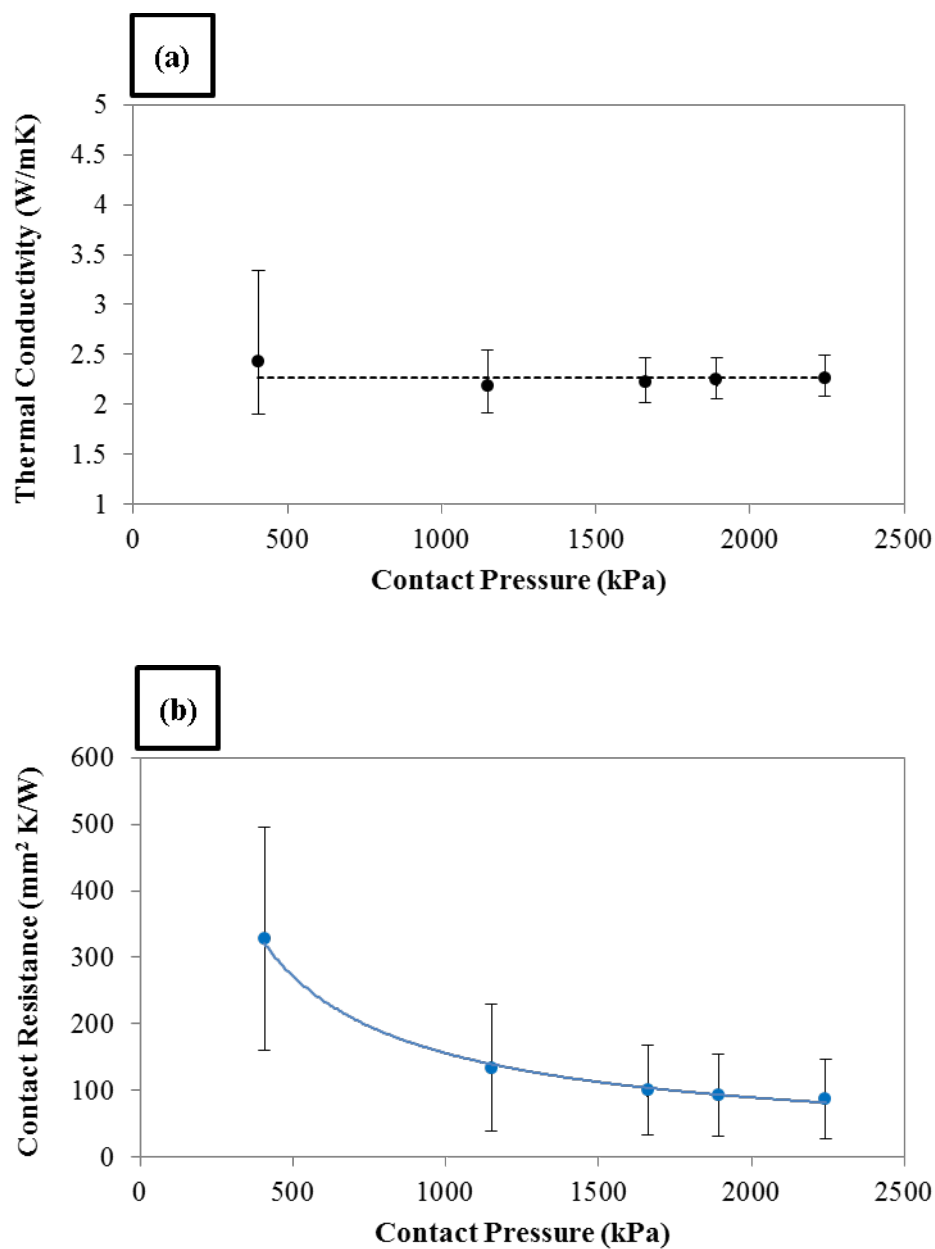 (a)
Thermal Conductivity (W/mK)
5
4.5
4
3.5
3
2.5
2
1.5
1
0 500 1000 1500 2000 2500
Contact Pressure (kPa)
(b)
Contact Resistance (mm² K/W)
600
500
400
300
200
100
0
0 500 1000 1500 2000 2500
Contact Pressure (kPa)